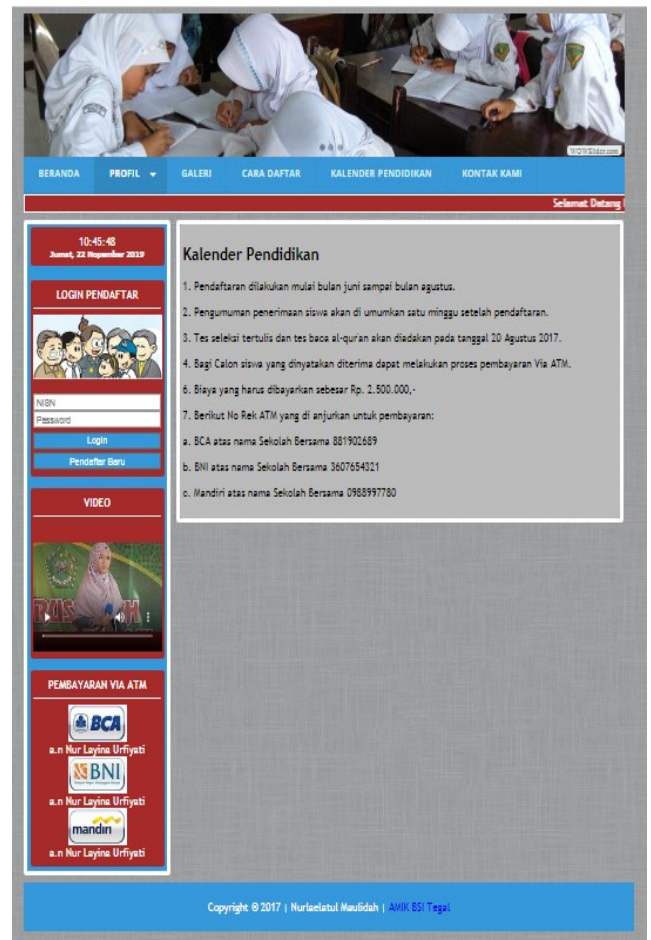 WOWSlider.com
BERANDA PROFIL GALERI CARA DAFTAR KALENDER PENDIDIKAN KONTAK KAMI
Selamat Datang
10:45:48
Jumat, 22 Nopember 2019
LOGIN PENDAFTAR
NISN
Password
Login
Pendaftar Baru
VIDEO
PEMBAYARAN VIA ATM
BCA
a.n Nur Layina Urfiyati
BNI
a.n Nur Layina Urfiyati
mandiri
a.n Nur Layina Urfiyati
Kalender Pendidikan
1. Pendaftaran dilakukan mulai bulan juni sampai bulan agustus.
2. Pengumuman penerimaan siswa akan di umumkan satu minggu setelah pendaftaran.
3. Tes seleksi tertulis dan tes baca al-qur'an akan diadakan pada tanggal 20 Agustus 2017.
4. Bagi Calon siswa yang dinyatakan diterima dapat melakukan proses pembayaran Via ATM.
6. Biaya yang harus dibayarkan sebesar Rp. 2.500.000,-
7. Berikut No Rek ATM yang di anjurkan untuk pembayaran:
a. BCA atas nama Sekolah Bersama 881902689
b. BNI atas nama Sekolah Bersama 3607654321
c. Mandiri atas nama Sekolah Bersama 0988997780
Copyright © 2017 | Nurlaelatul Maulidah | AMIK BSI Tegal